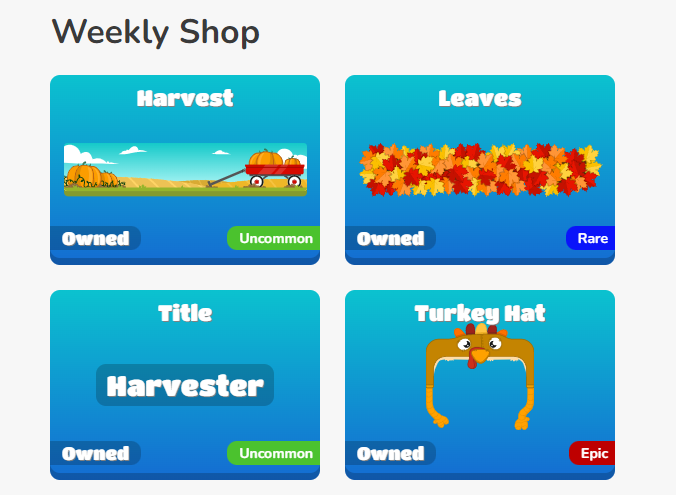 Weekly Shop
Harvest
Owned
Uncommon
Leaves
Owned
Rare
Title
Harvester
Owned
Uncommon
Turkey Hat
Owned
Epic